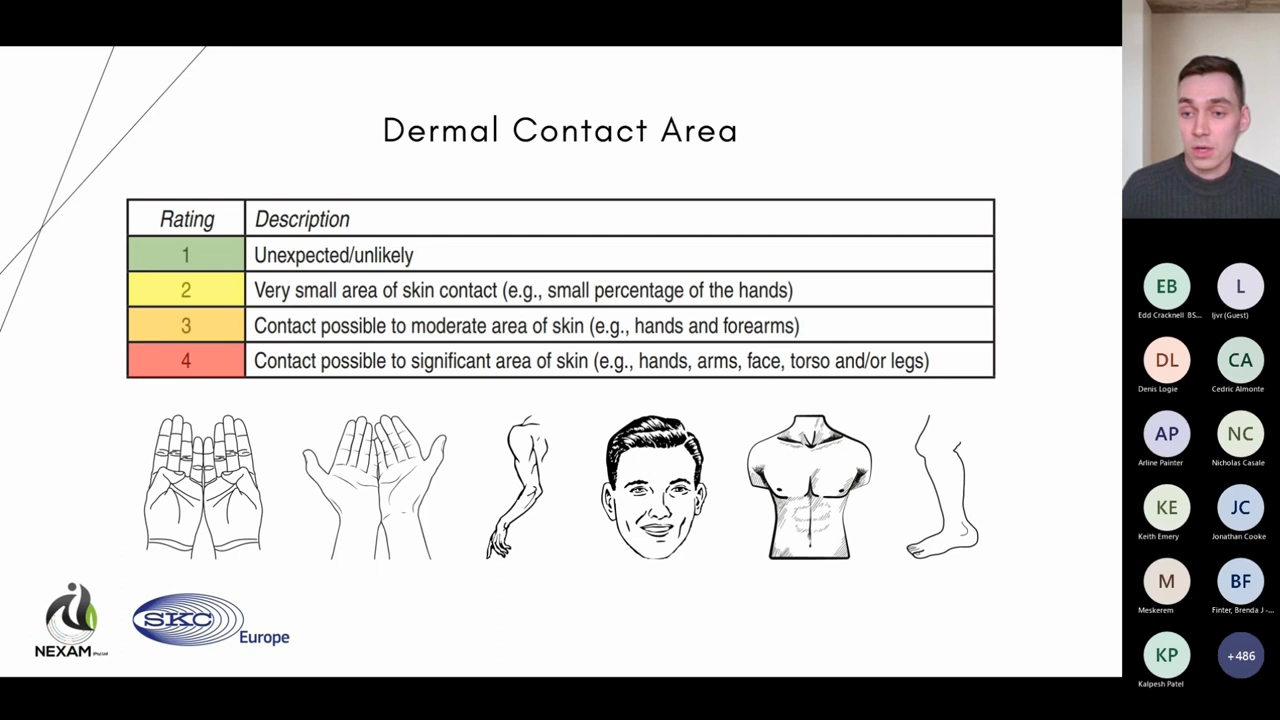 Dermal Contact Area
Rating Description
1 Unexpected/unlikely
2 Very small area of skin contact (e.g., small percentage of the hands)
3 Contact possible to moderate area of skin (e.g., hands and forearms)
4 Contact possible to significant area of skin (e.g., hands, arms, face, torso and/or legs)
NEXAM (Pty) Ltd
SKC
Europe
EB L
Edd Cracknell BS... ljvr (Guest)
DL CA
Denis Logie Cedric Almonte
AP NC
Arline Painter Nicholas Casale
KE JC
Keith Emery Jonathan Cooke
M BF
Meskerem Finter, Brenda J -...
KP +486
Kalpesh Patel